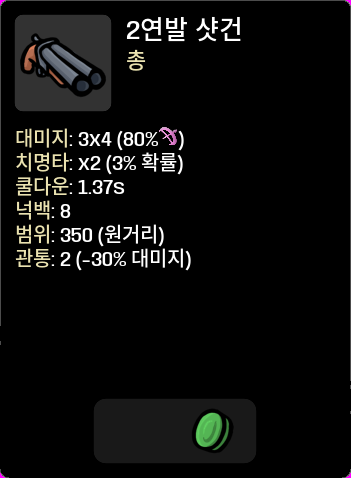 2연발 샷건
총
대미지: 3x4 (80%)
치명타: x2 (3% 확률)
쿨다운: 1.37s
넉백: 8
범위: 350 (원거리)
관통: 2 (-30% 대미지)